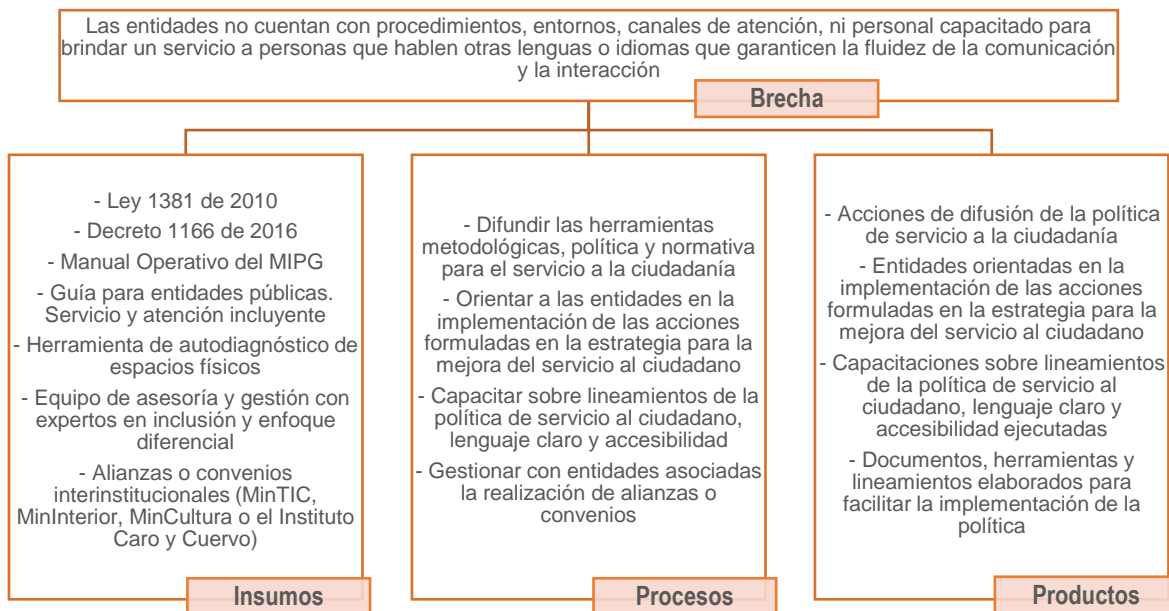 Las entidades no cuentan con procedimientos, entornos, canales de atención, ni personal capacitado para
brindar un servicio a personas que hablen otras lenguas o idiomas que garanticen la fluidez de la comunicación
y la interacción
Brecha
- Ley 1381 de 2010
- Decreto 1166 de 2016
- Manual Operativo del MIPG
- Guía para entidades públicas.
Servicio y atención incluyente
- Herramienta de autodiagnóstico de
espacios físicos
- Equipo de asesoría y gestión con
expertos en inclusión y enfoque
diferencial
- Alianzas o convenios
interinstitucionales (MinTIC,
MinInterior, MinCultura o el Instituto
Caro y Cuervo)
Insumos
- Difundir las herramientas
metodológicas, política y normativa
para el servicio a la ciudadanía
- Orientar a las entidades en la
implementación de las acciones
formuladas en la estrategia para la
mejora del servicio al ciudadano
- Capacitar sobre lineamientos de la
política de servicio al ciudadano,
lenguaje claro y accesibilidad
- Gestionar con entidades asociadas
la realización de alianzas o
convenios
Procesos
- Acciones de difusión de la política
de servicio a la ciudadanía
- Entidades orientadas en la
implementación de las acciones
formuladas en la estrategia para la
mejora del servicio al ciudadano
- Capacitaciones sobre lineamientos
de la política de servicio al
ciudadano, lenguaje claro y
accesibilidad ejecutadas
- Documentos, herramientas y
lineamientos elaborados para
facilitar la implementación de la
política
Productos